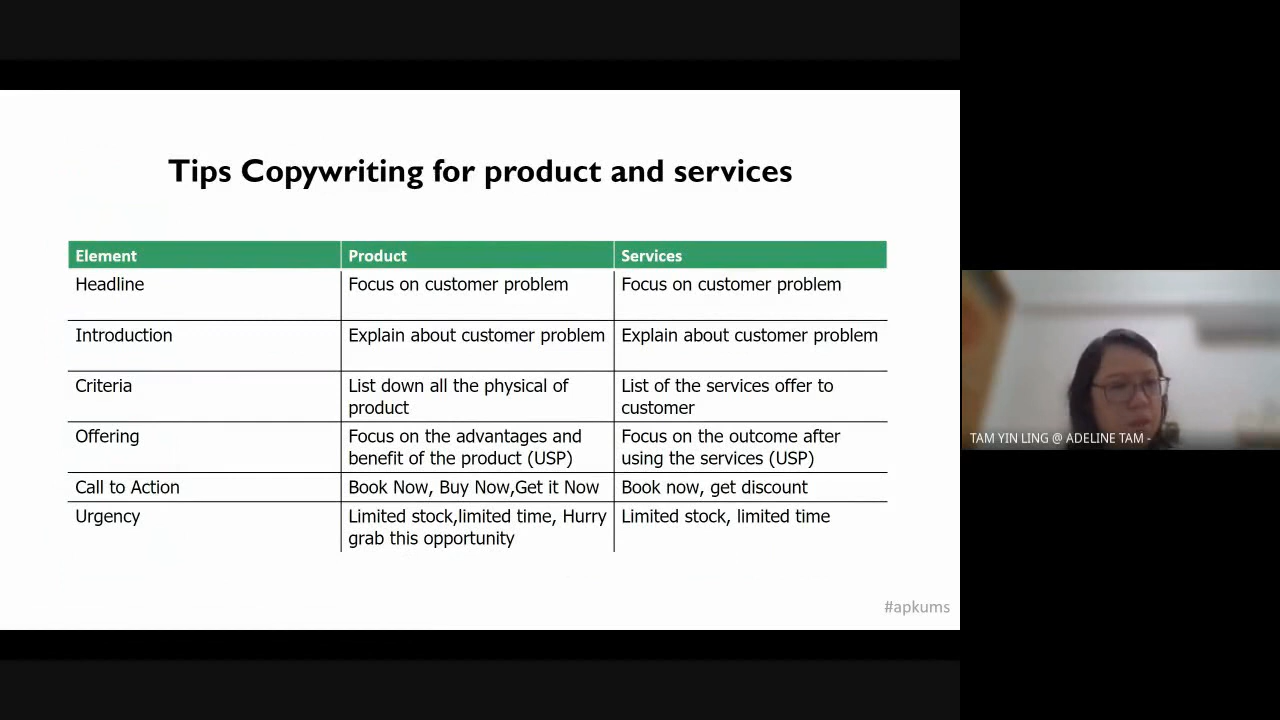 Tips Copywriting for product and services
Element Product Services
Headline Focus on customer problem Focus on customer problem
Introduction Explain about customer problem Explain about customer problem
Criteria List down all the physical of product List of the services offer to customer
Offering Focus on the advantages and benefit of the product (USP) Focus on the outcome after using the services (USP)
Call to Action Book Now, Buy Now,Get it Now Book now, get discount
Urgency Limited stock,limited time, Hurry grab this opportunity Limited stock, limited time
#apkums
TAM YIN LING @ ADELINE TAM -